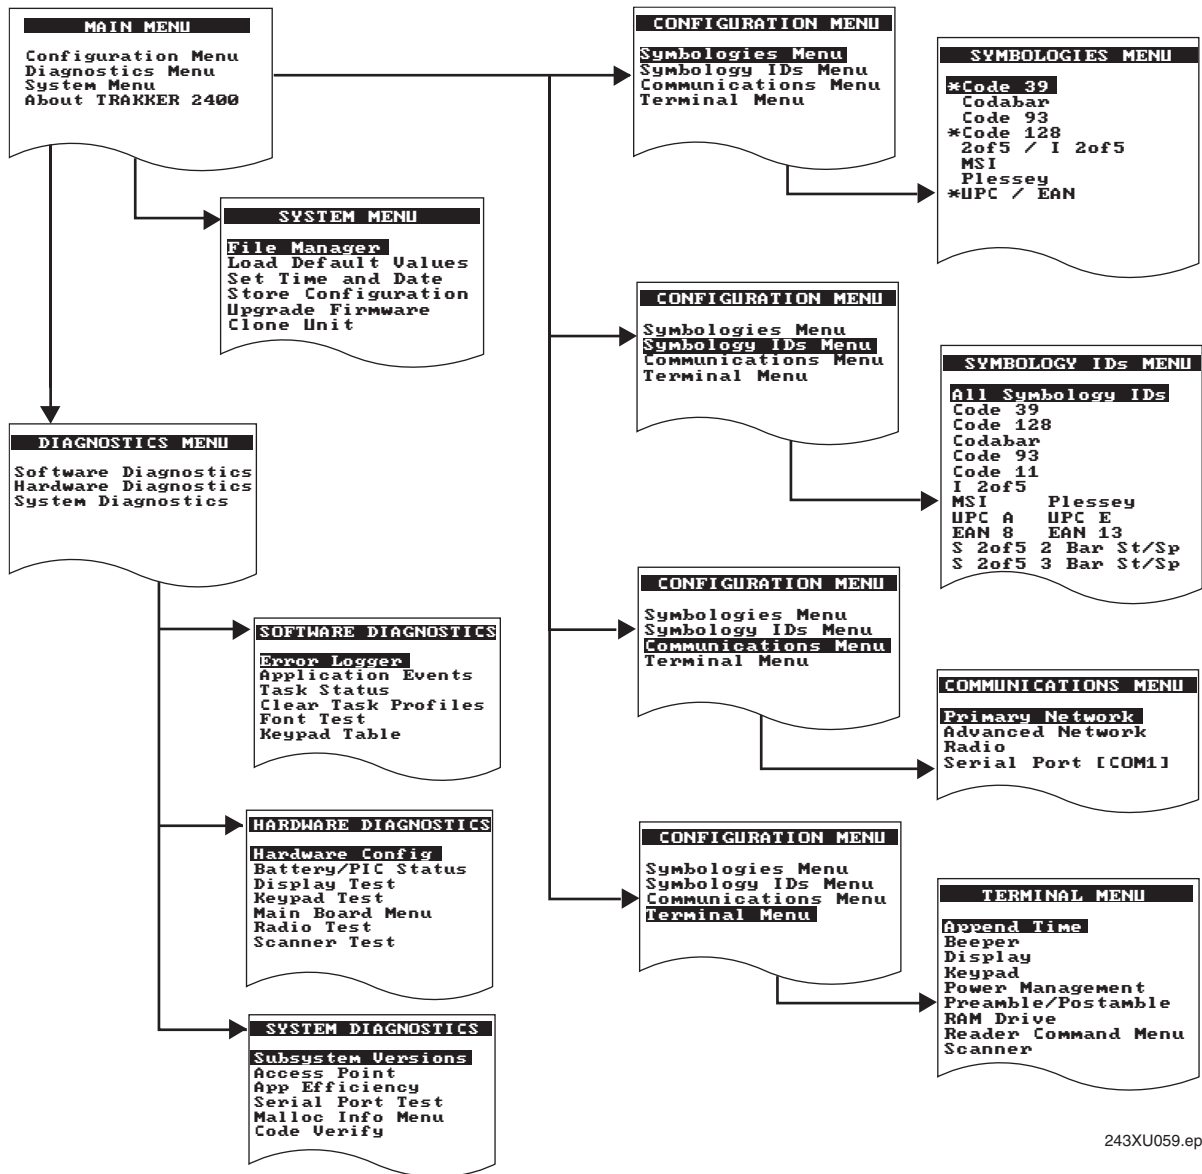 MAIN MENU
Configuration Menu
Diagnostics Menu
System Menu
About TRAKKER 2400
SYSTEM MENU
File Manager
Load Default Values
Set Time and Date
Store Configuration
Upgrade Firmware
Clone Unit
DIAGNOSTICS MENU
Software Diagnostics
Hardware Diagnostics
System Diagnostics
SOFTWARE DIAGNOSTICS
Error Logger
Application Events
Task Status
Clear Task Profiles
Font Test
Keypad Table
HARDWARE DIAGNOSTICS
Hardware Config
Battery/PIC Status
Display Test
Keypad Test
Main Board Menu
Radio Test
Scanner Test
SYSTEM DIAGNOSTICS
Subsystem Versions
Access Point
App Efficiency
Serial Port Test
Malloc Info Menu
Code Verify
CONFIGURATION MENU
Symbologies Menu
Symbology IDs Menu
Communications Menu
Terminal Menu
SYMBOLOGIES MENU
*Code 39
Codabar
Code 93
*Code 128
2of5 / I 2of5
MSI
Plessey
*UPC / EAN
CONFIGURATION MENU
Symbologies Menu
Symbology IDs Menu
Communications Menu
Terminal Menu
SYMBOLOGY IDs MENU
All Symbology IDs
Code 39
Code 128
Codabar
Code 93
Code 11
I 2of5
MSI Plessey
UPC A UPC E
EAN 8 EAN 13
S 2of5 2 Bar St/Sp
S 2of5 3 Bar St/Sp
CONFIGURATION MENU
Symbologies Menu
Symbology IDs Menu
Communications Menu
Terminal Menu
COMMUNICATIONS MENU
Primary Network
Advanced Network
Radio
Serial Port [COM1]
CONFIGURATION MENU
Symbologies Menu
Symbology IDs Menu
Communications Menu
Terminal Menu
TERMINAL MENU
Append Time
Beeper
Display
Keypad
Power Management
Preamble/Postamble
RAM Drive
Reader Command Menu
Scanner
243XU059.ep